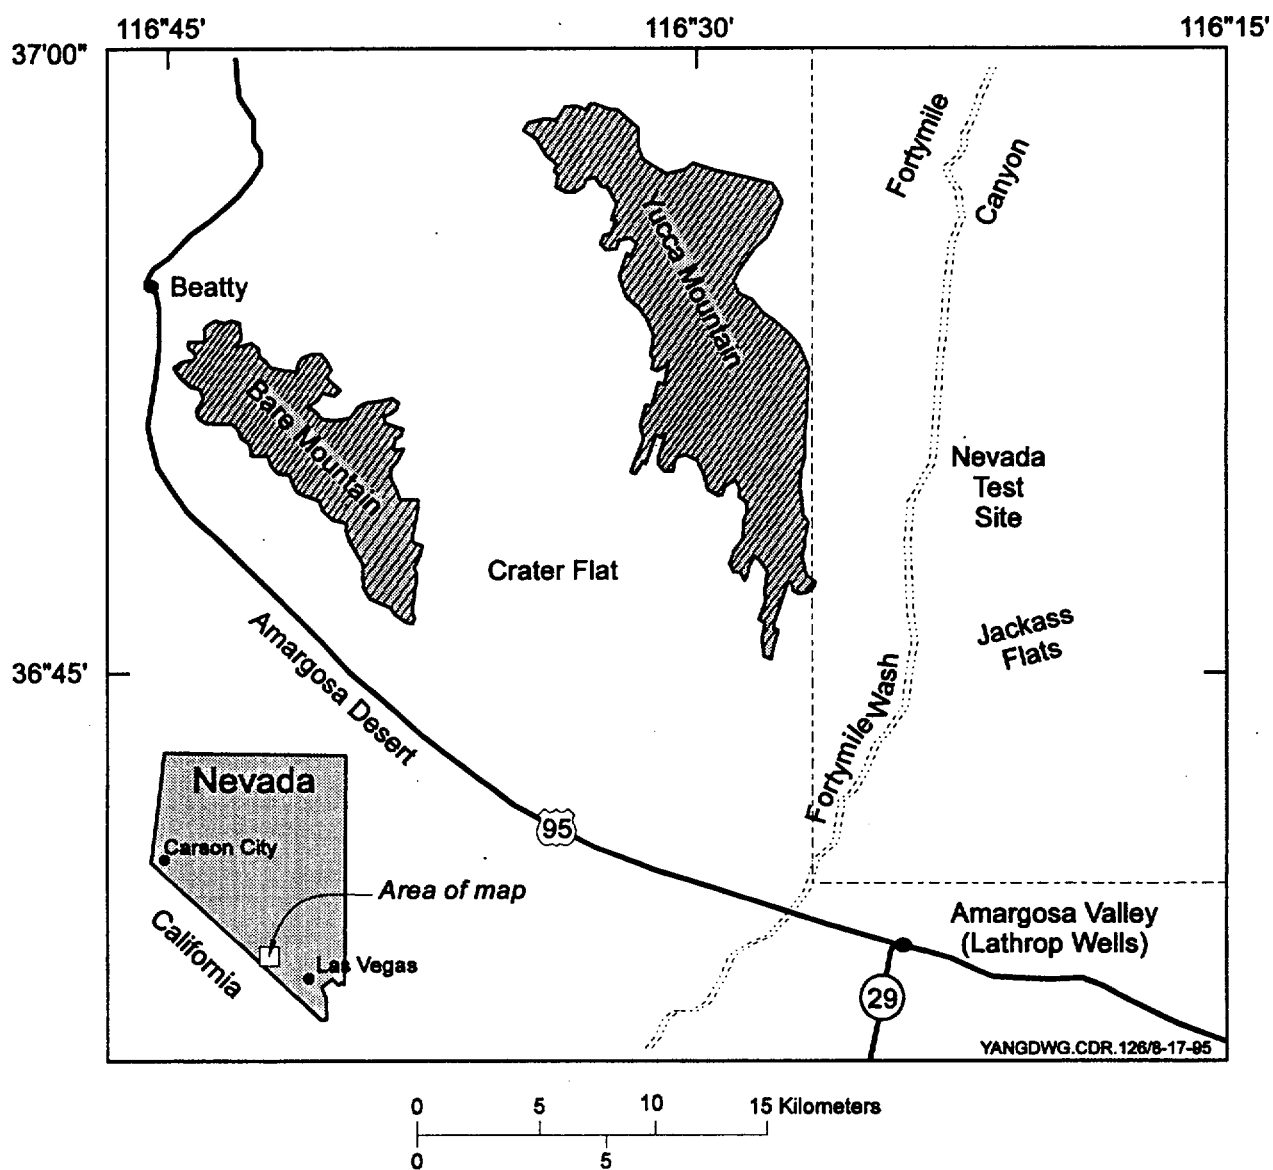 116"45'
116"30'
116"15'
37'00"
Fortymile
Canyon
Yucca Mountain
Beatty
Bare Mountain
Nevada
Test
Site
Crater Flat
Jackass
Flats
36"45'
Amargosa Desert
Fortymile Wash
Nevada
95
Carson City
Area of map
California
Las Vegas
Amargosa Valley
(Lathrop Wells)
29
YANGDWG.CDR.126/8-17-95
0 5 10 15 Kilometers
0 5